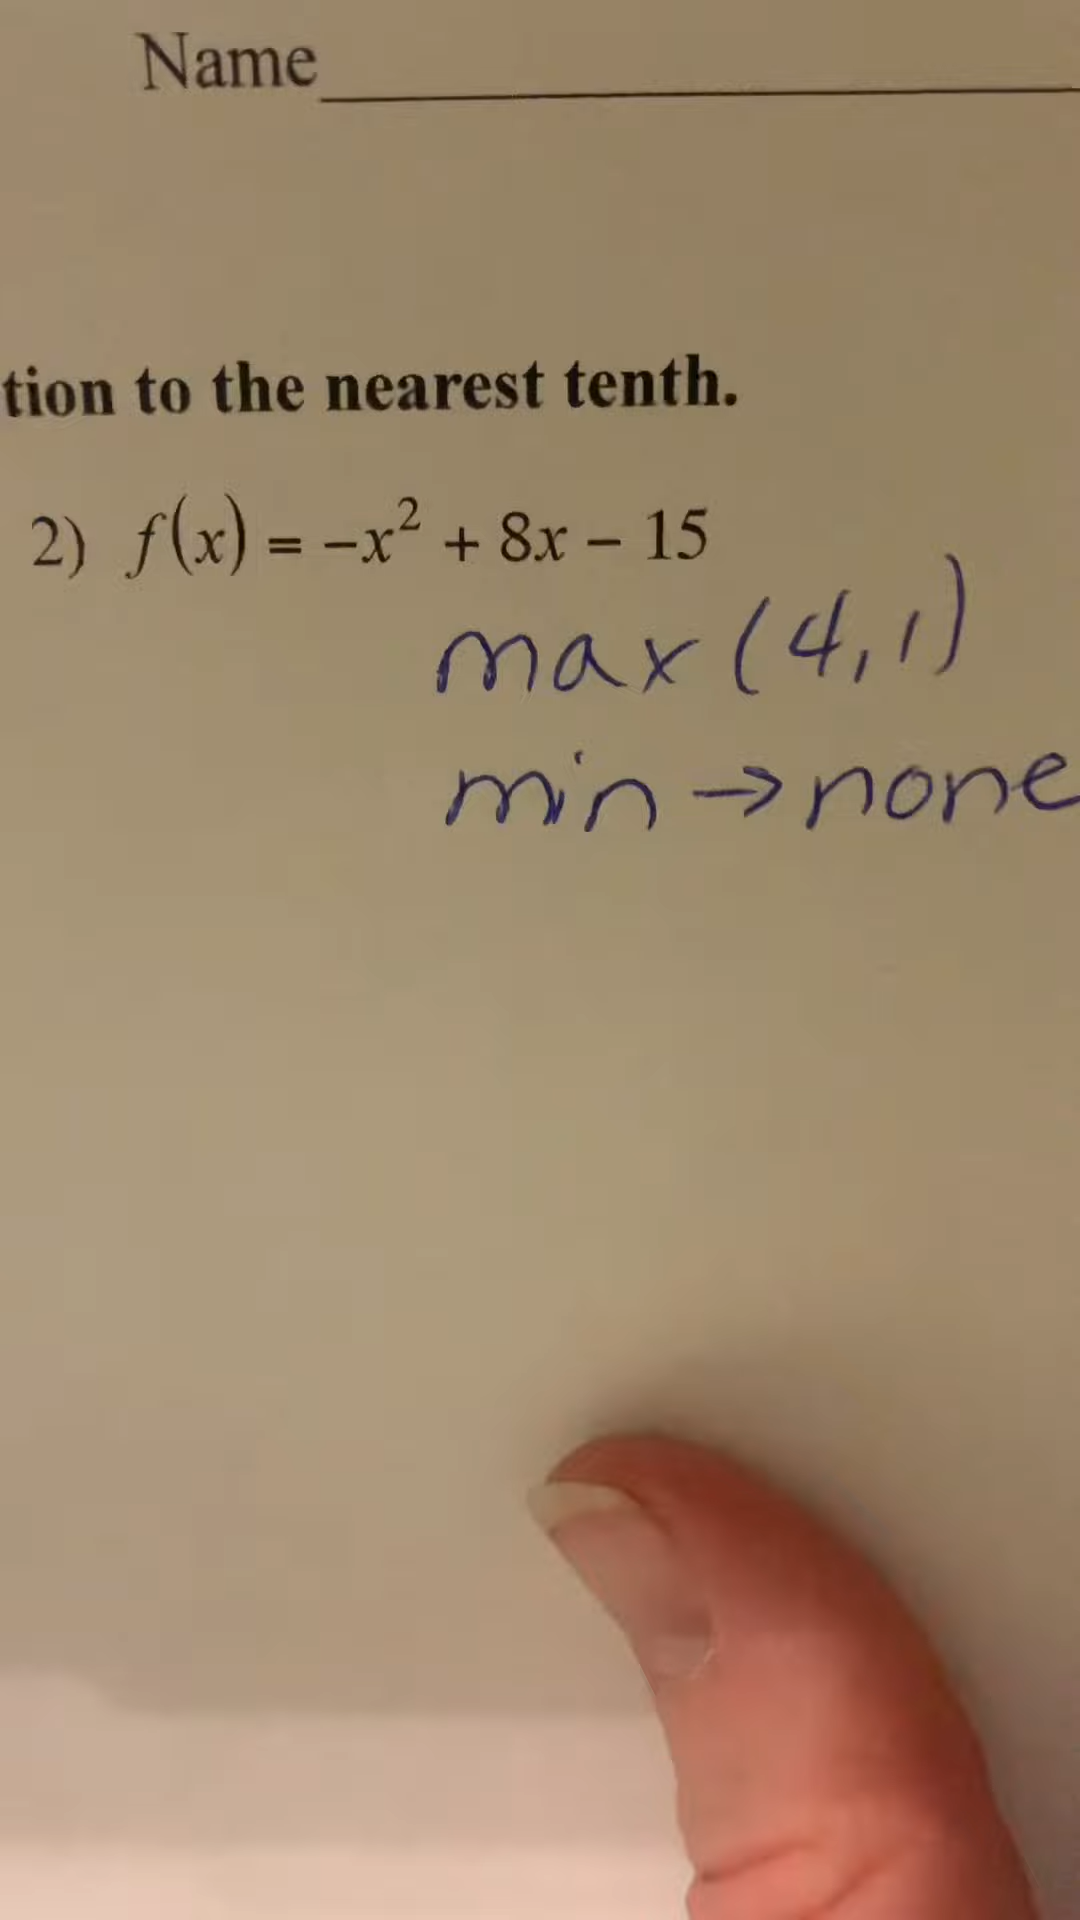 Name
tion to the nearest tenth.
2) f(x) = −x² + 8x − 15
max (4,1)
min → none